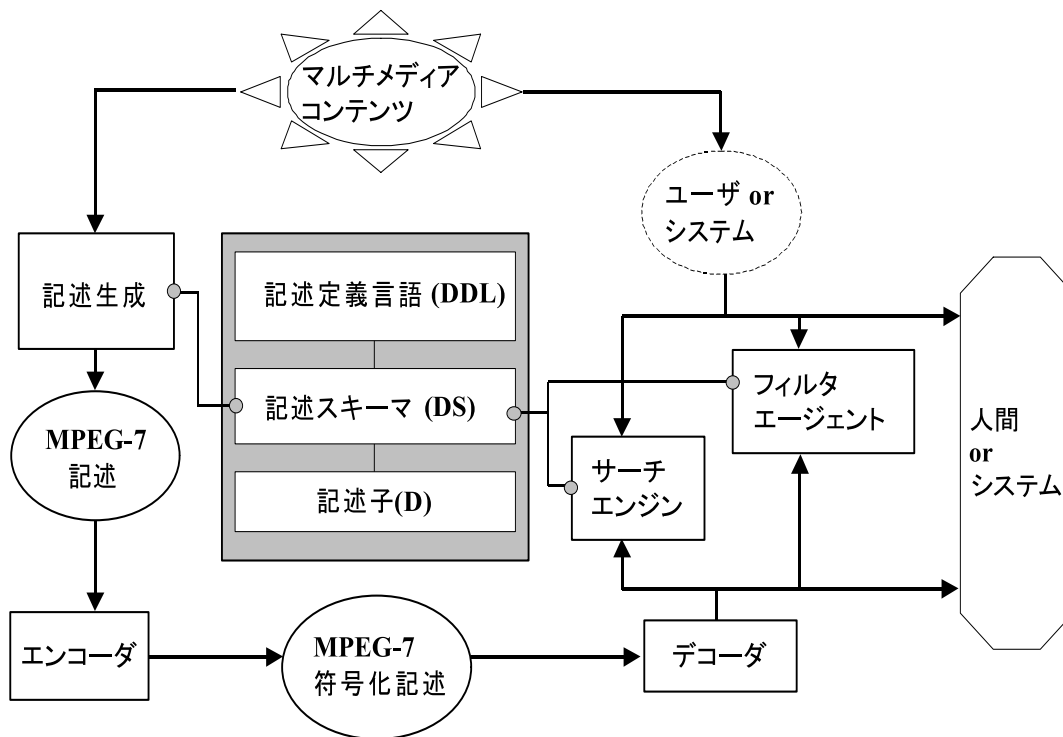 マルチメディア
コンテンツ
ユーザ or
システム
記述生成
記述定義言語 (DDL)
記述スキーマ (DS)
記述子(D)
フィルタ
エージェント
サーチ
エンジン
人間
or
システム
MPEG-7
記述
エンコーダ
MPEG-7
符号化記述
デコーダ